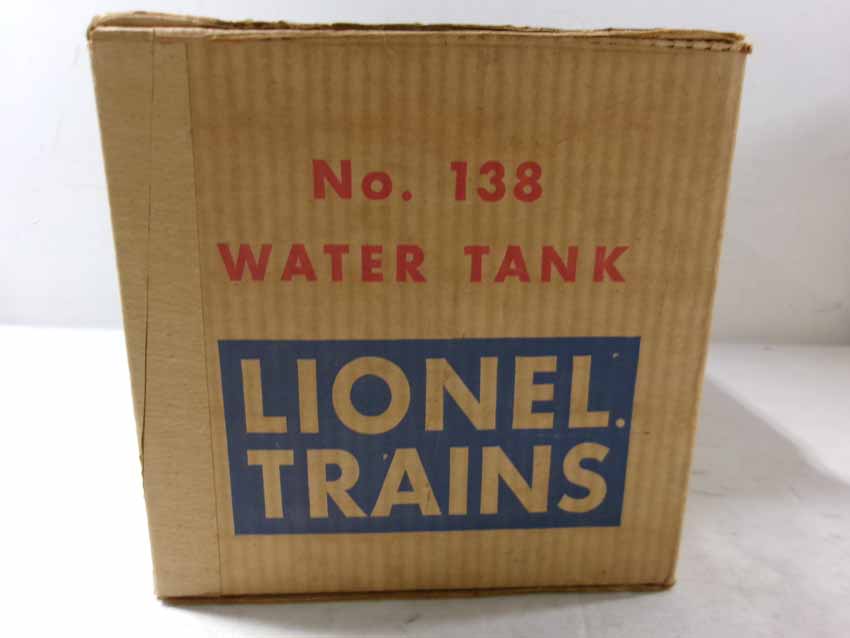 No. 138
WATER TANK
LIONEL.
TRAINS